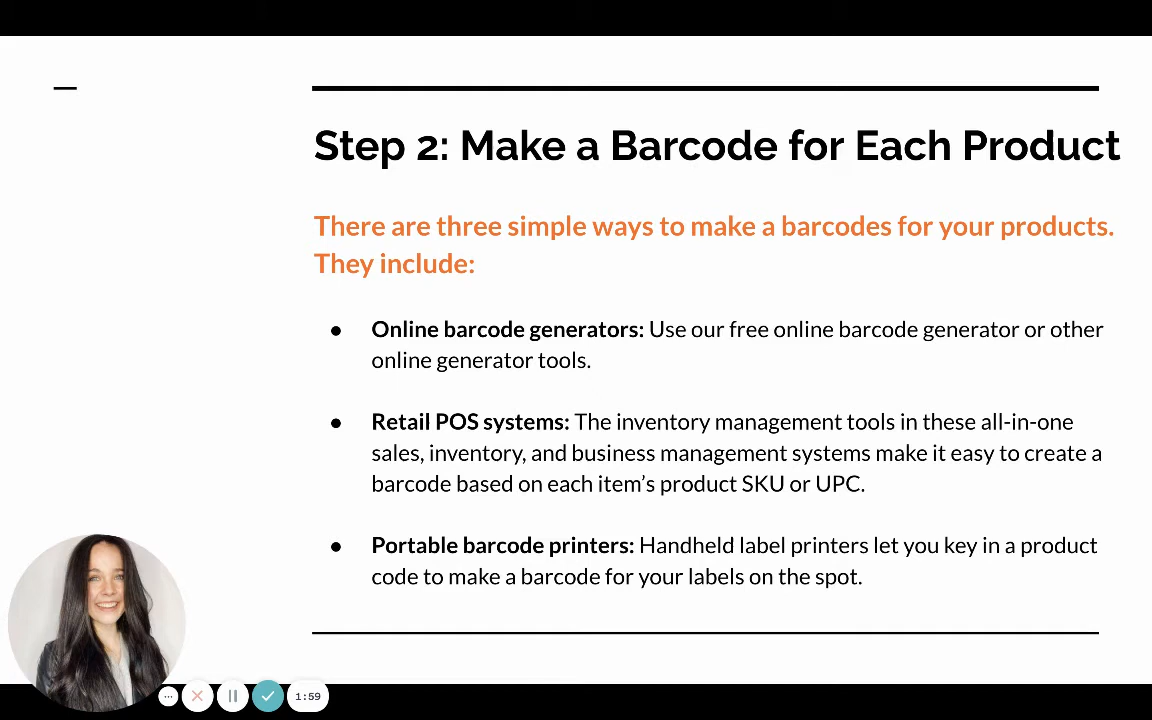 Step 2: Make a Barcode for Each Product
There are three simple ways to make a barcodes for your products.
They include:
● Online barcode generators: Use our free online barcode generator or other
online generator tools.
● Retail POS systems: The inventory management tools in these all-in-one
sales, inventory, and business management systems make it easy to create a
barcode based on each item's product SKU or UPC.
● Portable barcode printers: Handheld label printers let you key in a product
code to make a barcode for your labels on the spot.
1:59